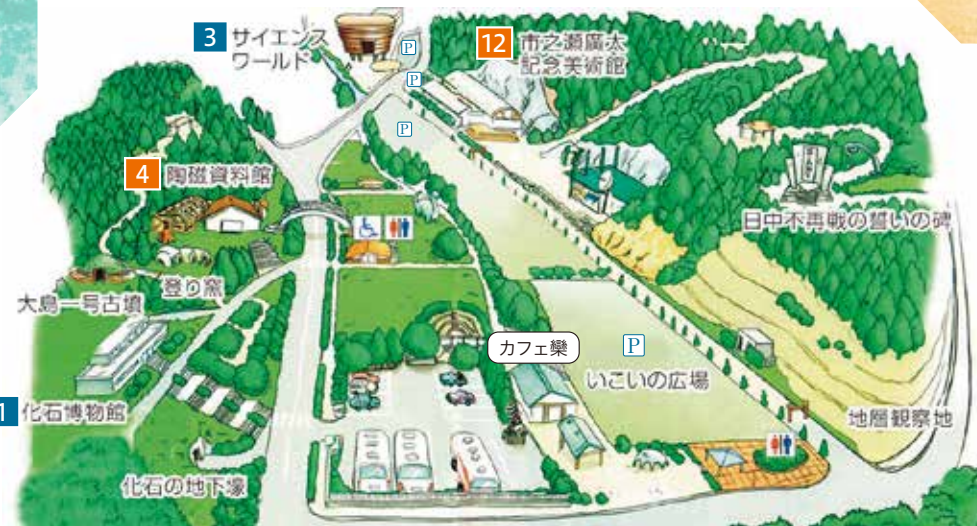 3 サイエンス
ワールド
P
P
P
12 市之瀬廣太
記念美術館
4 陶磁資料館
日中不再戦の誓いの碑
登り窯
大島一号古墳
カフェ欒
P
いこいの広場
1 化石博物館
地層観察地
化石の地下壕